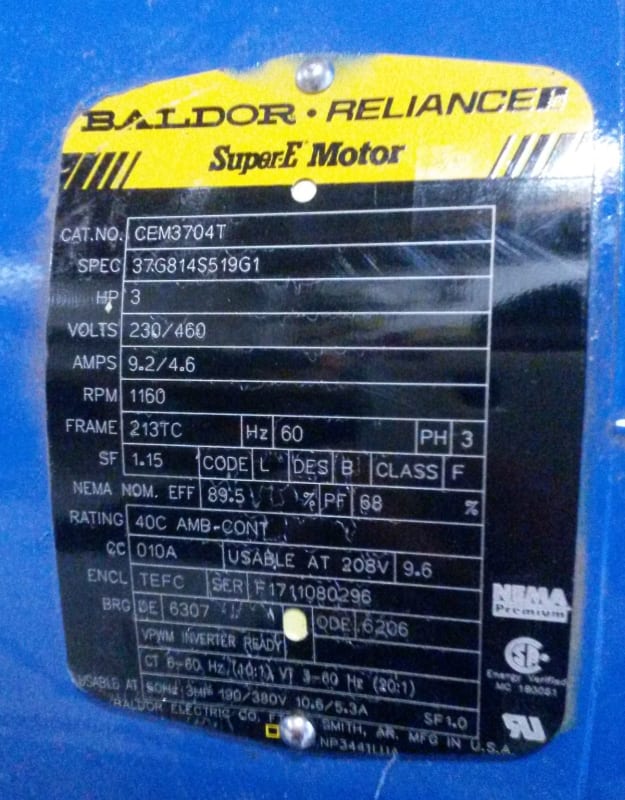 BALDOR • RELIANCE
Super-E Motor
CAT.NO. CEM3704T
SPEC 37G814S519G1
HP 3
VOLTS 230/460
AMPS 9.2/4.6
RPM 1160
FRAME 213TC Hz 60 PH 3
SF 1.15 CODE L DES B CLASS F
NEMA NOM. EFF 89.5 % PF 68 %
RATING 40C AMB-CONT
CC 010A USABLE AT 208V 9.6
ENCL TEFC SER F1711080296
BRG DE 6307 ODE 6206
NEMA
Premium
VPWM INVERTER READY
CT 6-60 Hz (10:1) VT 3-60 Hz (20:1)
Energy Verified
USABLE AT 50Hz 3HP 190/380V 10.6/5.3A SF1.0
BALDOR ELECTRIC CO. SMITH, AR. MFG IN U.S.A.